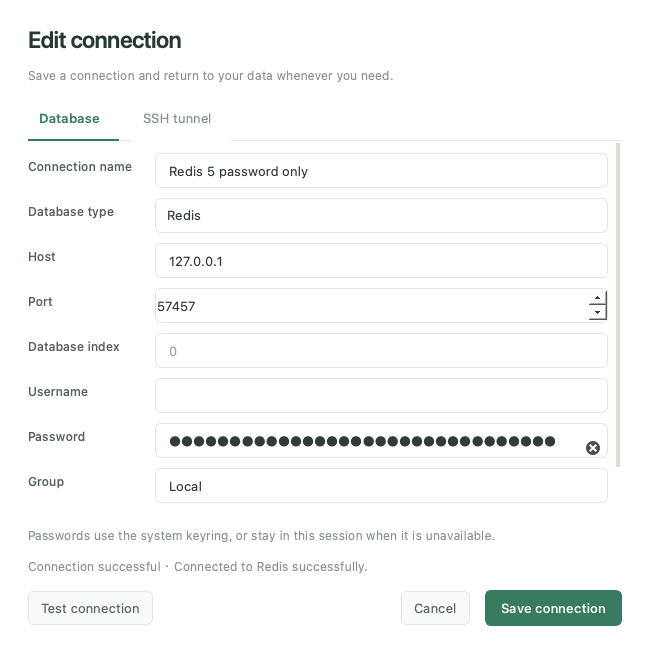 Edit connection
Save a connection and return to your data whenever you need.
Database SSH tunnel
Connection name Redis 5 password only
Database type Redis
Host 127.0.0.1
Port 57457
Database index 0
Username
Password ●●●●●●●●●●●●●●●●●●●●●●●●●●●●●●●●●
Group Local
Passwords use the system keyring, or stay in this session when it is unavailable.
Connection successful · Connected to Redis successfully.
Test connection Cancel Save connection